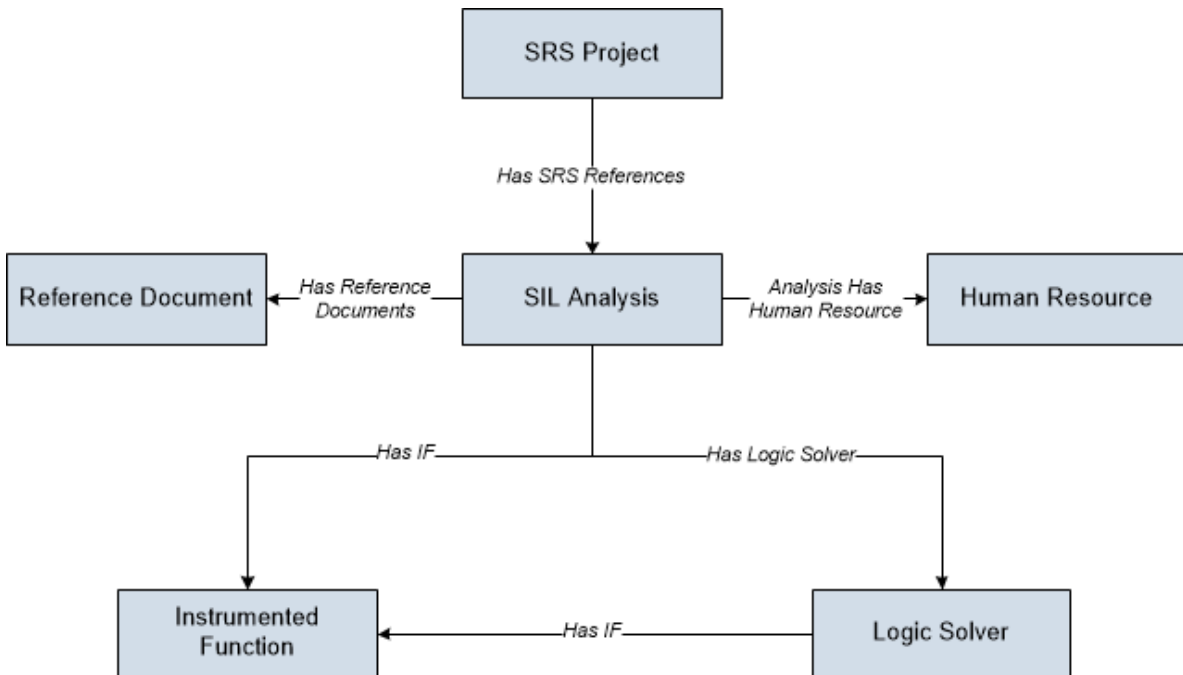 SRS Project
Has SRS References
Reference Document
Has Reference
Documents
SIL Analysis
Analysis Has
Human Resource
Human Resource
Has IF
Has Logic Solver
Instrumented
Function
Has IF
Logic Solver